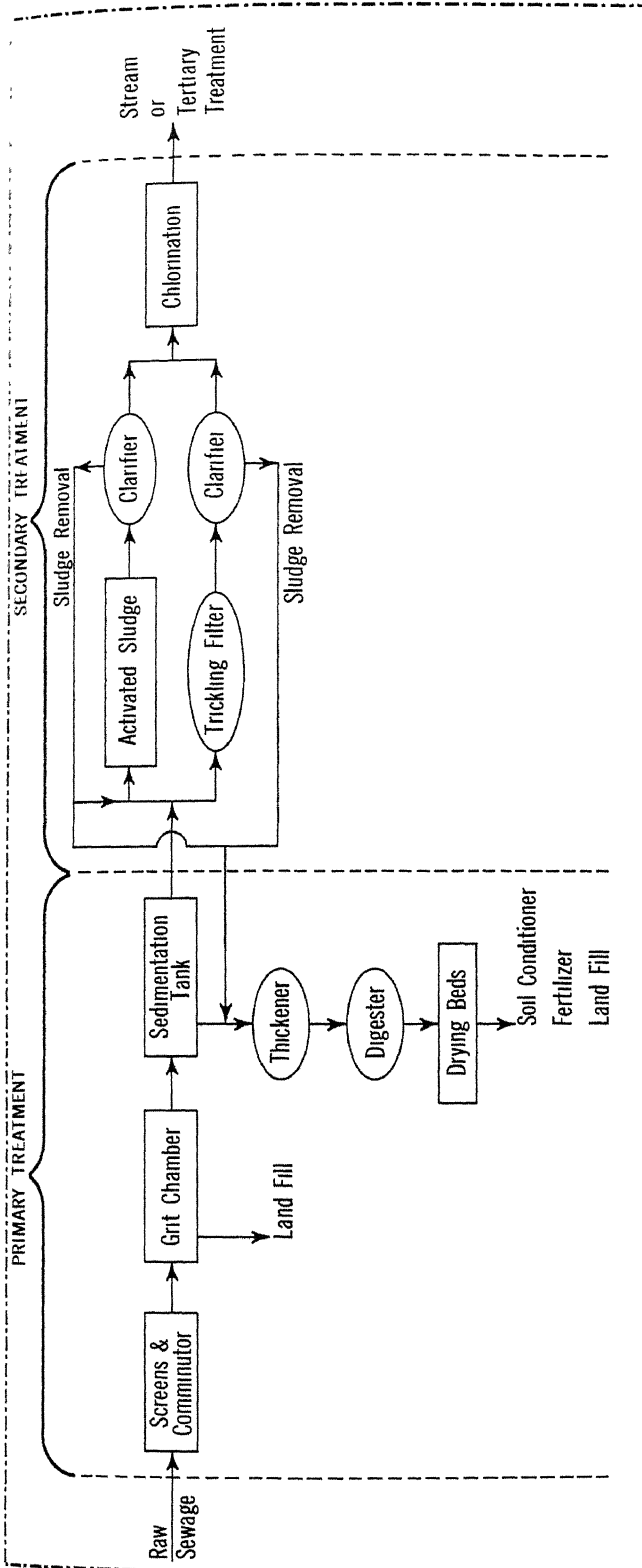 PRIMARY TREATMENT
SECONDARY TREATMENT
Raw
Sewage
Screens &
Comminutor
Grit Chamber
Land Fill
Sedimentation
Tank
Thickener
Digester
Drying Beds
Soil Conditioner
Fertilizer
Land Fill
Sludge Removal
Activated Sludge
Clarifier
Trickling Filter
Clarifier
Sludge Removal
Chlorination
Stream
or
Tertiary
Treatment